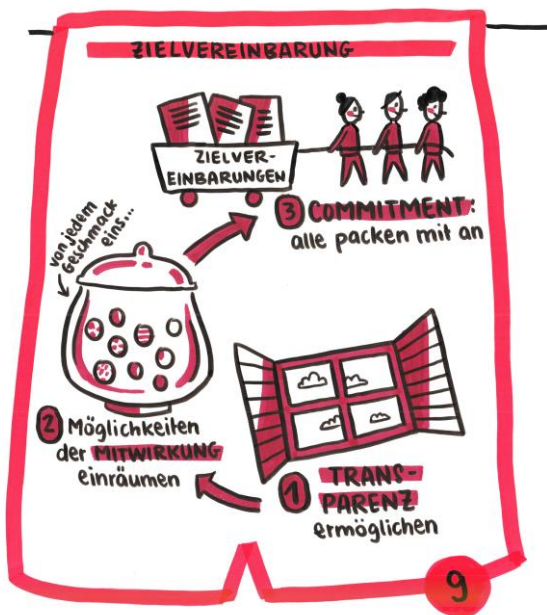 ZIELVEREINBARUNG
ZIELVER-
EINBARUNGEN
3 COMMITMENT:
alle packen mit an
von jedem
Geschmack
eins...
2 Möglichkeiten
der MITWIRKUNG
einräumen
1 TRANS-
PARENZ
ermöglichen
9